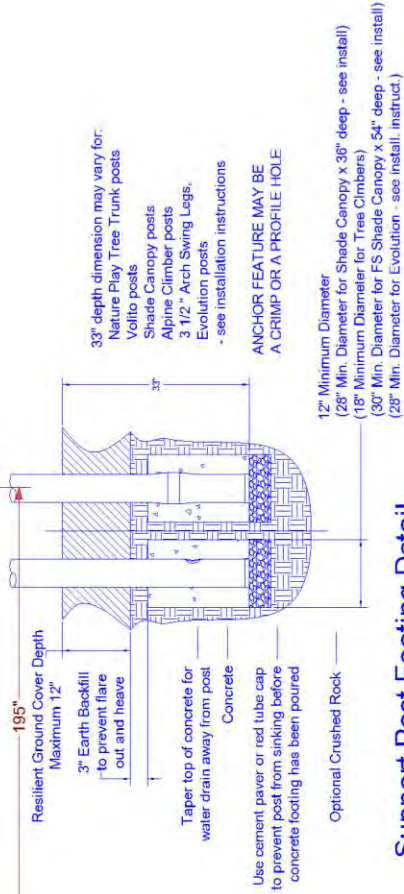 195"
Resilient Ground Cover Depth
Maximum 12"
3" Earth Backfill
to prevent flare
out and heave
Taper top of concrete for
water drain away from post
Concrete
Use cement paver or red tube cap
to prevent post from sinking before
concrete footing has been poured
Optional Crushed Rock
33"
33" depth dimension may vary for:
Nature Play Tree Trunk posts
Volito posts
Shade Canopy posts
Alpine Climber posts
3 1/2 " Arch Swing Legs,
Evolution posts
- see installation instructions
ANCHOR FEATURE MAY BE
A CRIMP OR A PROFILE HOLE
12" Minimum Diameter
(28" Min. Diameter for Shade Canopy x 36" deep - see install)
(18" Minimum Diameter for Tree Clmbers)
(30" Min. Diameter for FS Shade Canopy x 54" deep - see install)
(28" Min. Diameter for Evolution - see install. instruct.)
Support Post Footing Detail